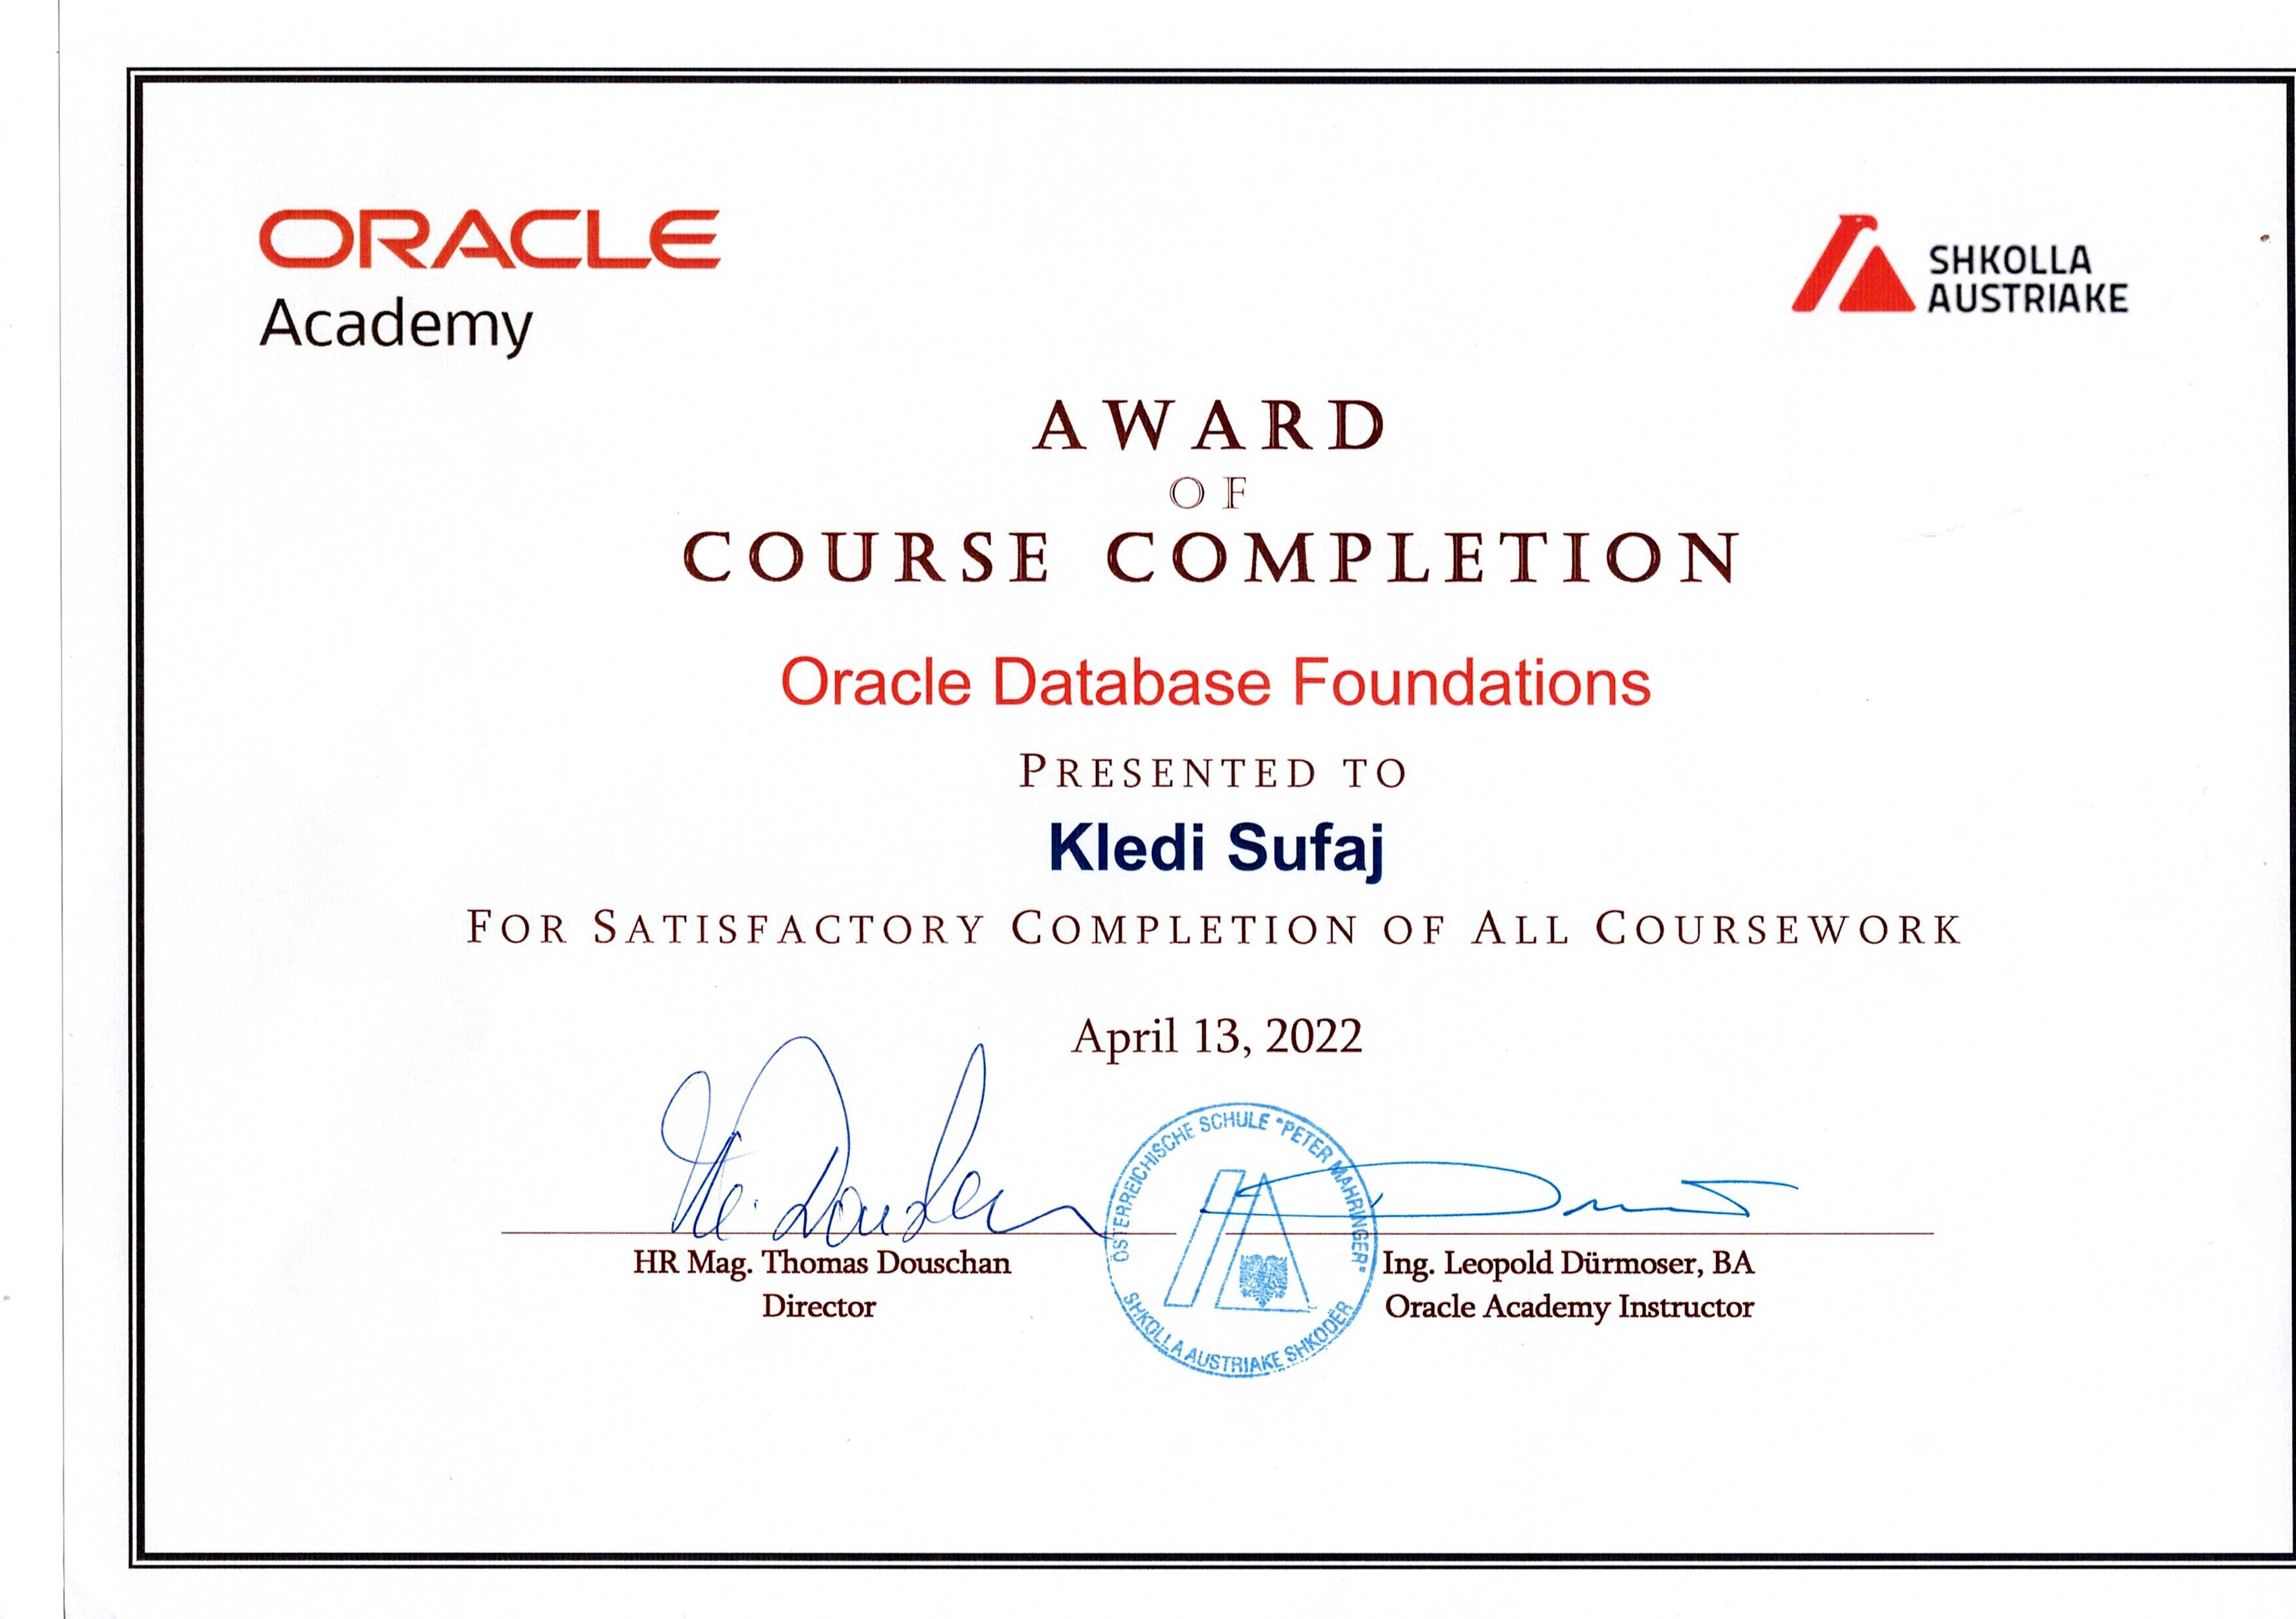 ORACLE
Academy
SHKOLLA
AUSTRIAKE
AWARD
OF
COURSE COMPLETION
Oracle Database Foundations
PRESENTED TO
Kledi Sufaj
FOR SATISFACTORY COMPLETION OF ALL COURSEWORK
April 13, 2022
ÖSTERREICHISCHE SCHULE "PETER MAHRINGER"
SHKOLLA AUSTRIAKE SHKODËR
HR Mag. Thomas Douschan
Director
Ing. Leopold Dürmoser, BA
Oracle Academy Instructor